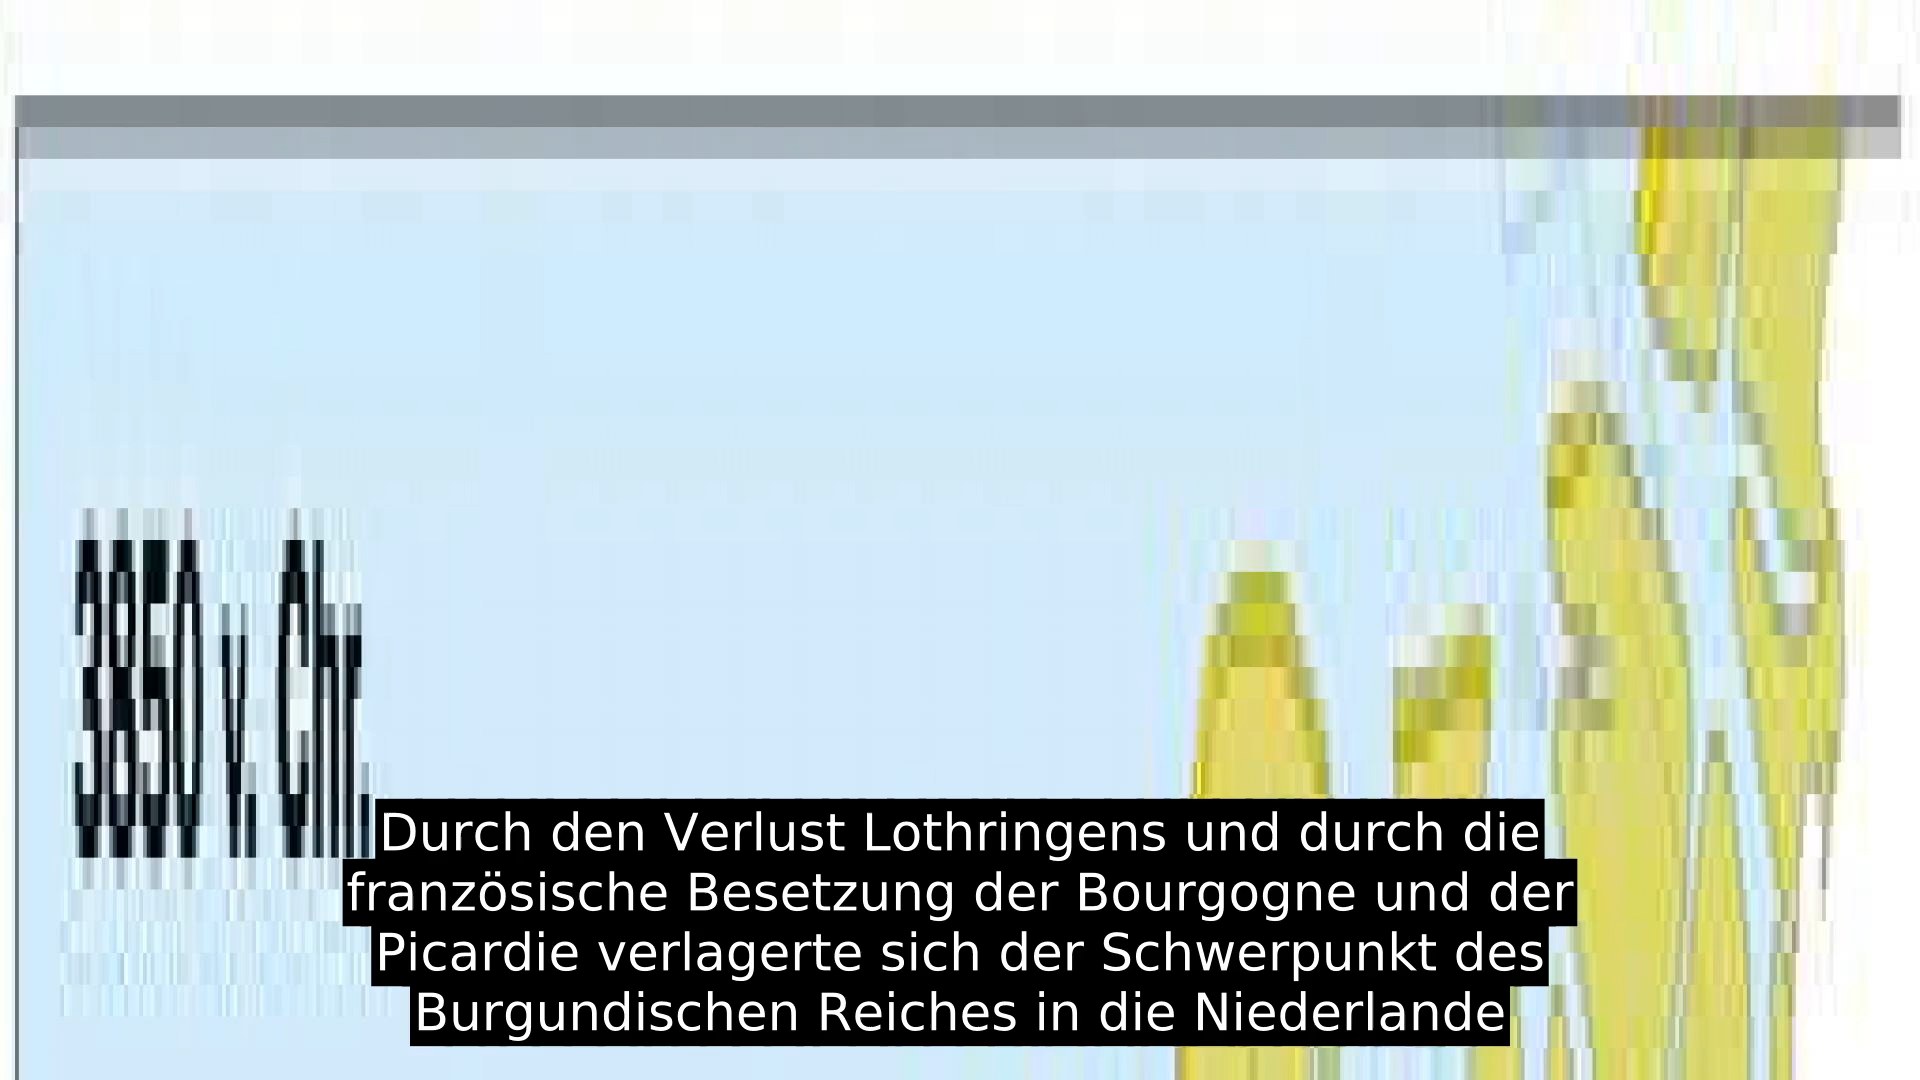 3850 v. Chr.
Durch den Verlust Lothringens und durch die
französische Besetzung der Bourgogne und der
Picardie verlagerte sich der Schwerpunkt des
Burgundischen Reiches in die Niederlande